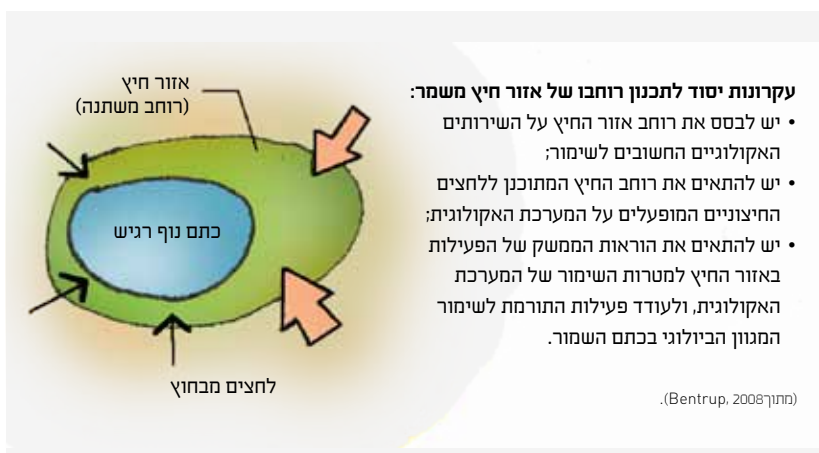 עקרונות יסוד לתכנון רוחבו של אזור חיץ משמר:
• יש לבסס את רוחב אזור החיץ על השירותים
האקולוגיים החשובים לשימור;
• יש להתאים את רוחב החיץ המתוכנן ללחצים
החיצוניים המופעלים על המערכת האקולוגית;
• יש להתאים את הוראות הממשק של הפעילות
באזור החיץ למטרות השימור של המערכת
האקולוגית, ולעודד פעילות התורמת לשימור
המגוון הביולוגי בכתם השמור.
(מתוךBentrup, 2008).
אזור חיץ
(רוחב משתנה)
כתם נוף רגיש
לחצים מבחוץ